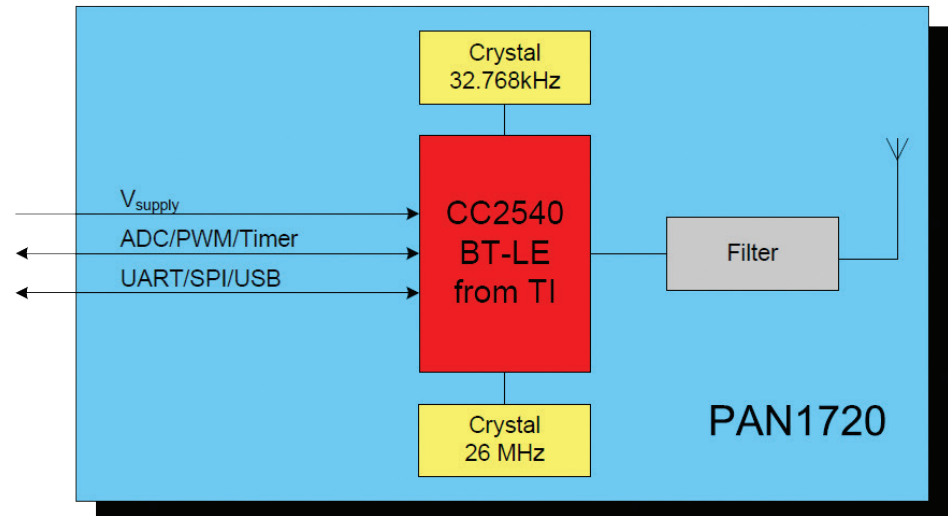 Crystal
32.768kHz
V_supply
ADC/PWM/Timer
UART/SPI/USB
CC2540
BT-LE
from TI
Filter
Crystal
26 MHz
PAN1720